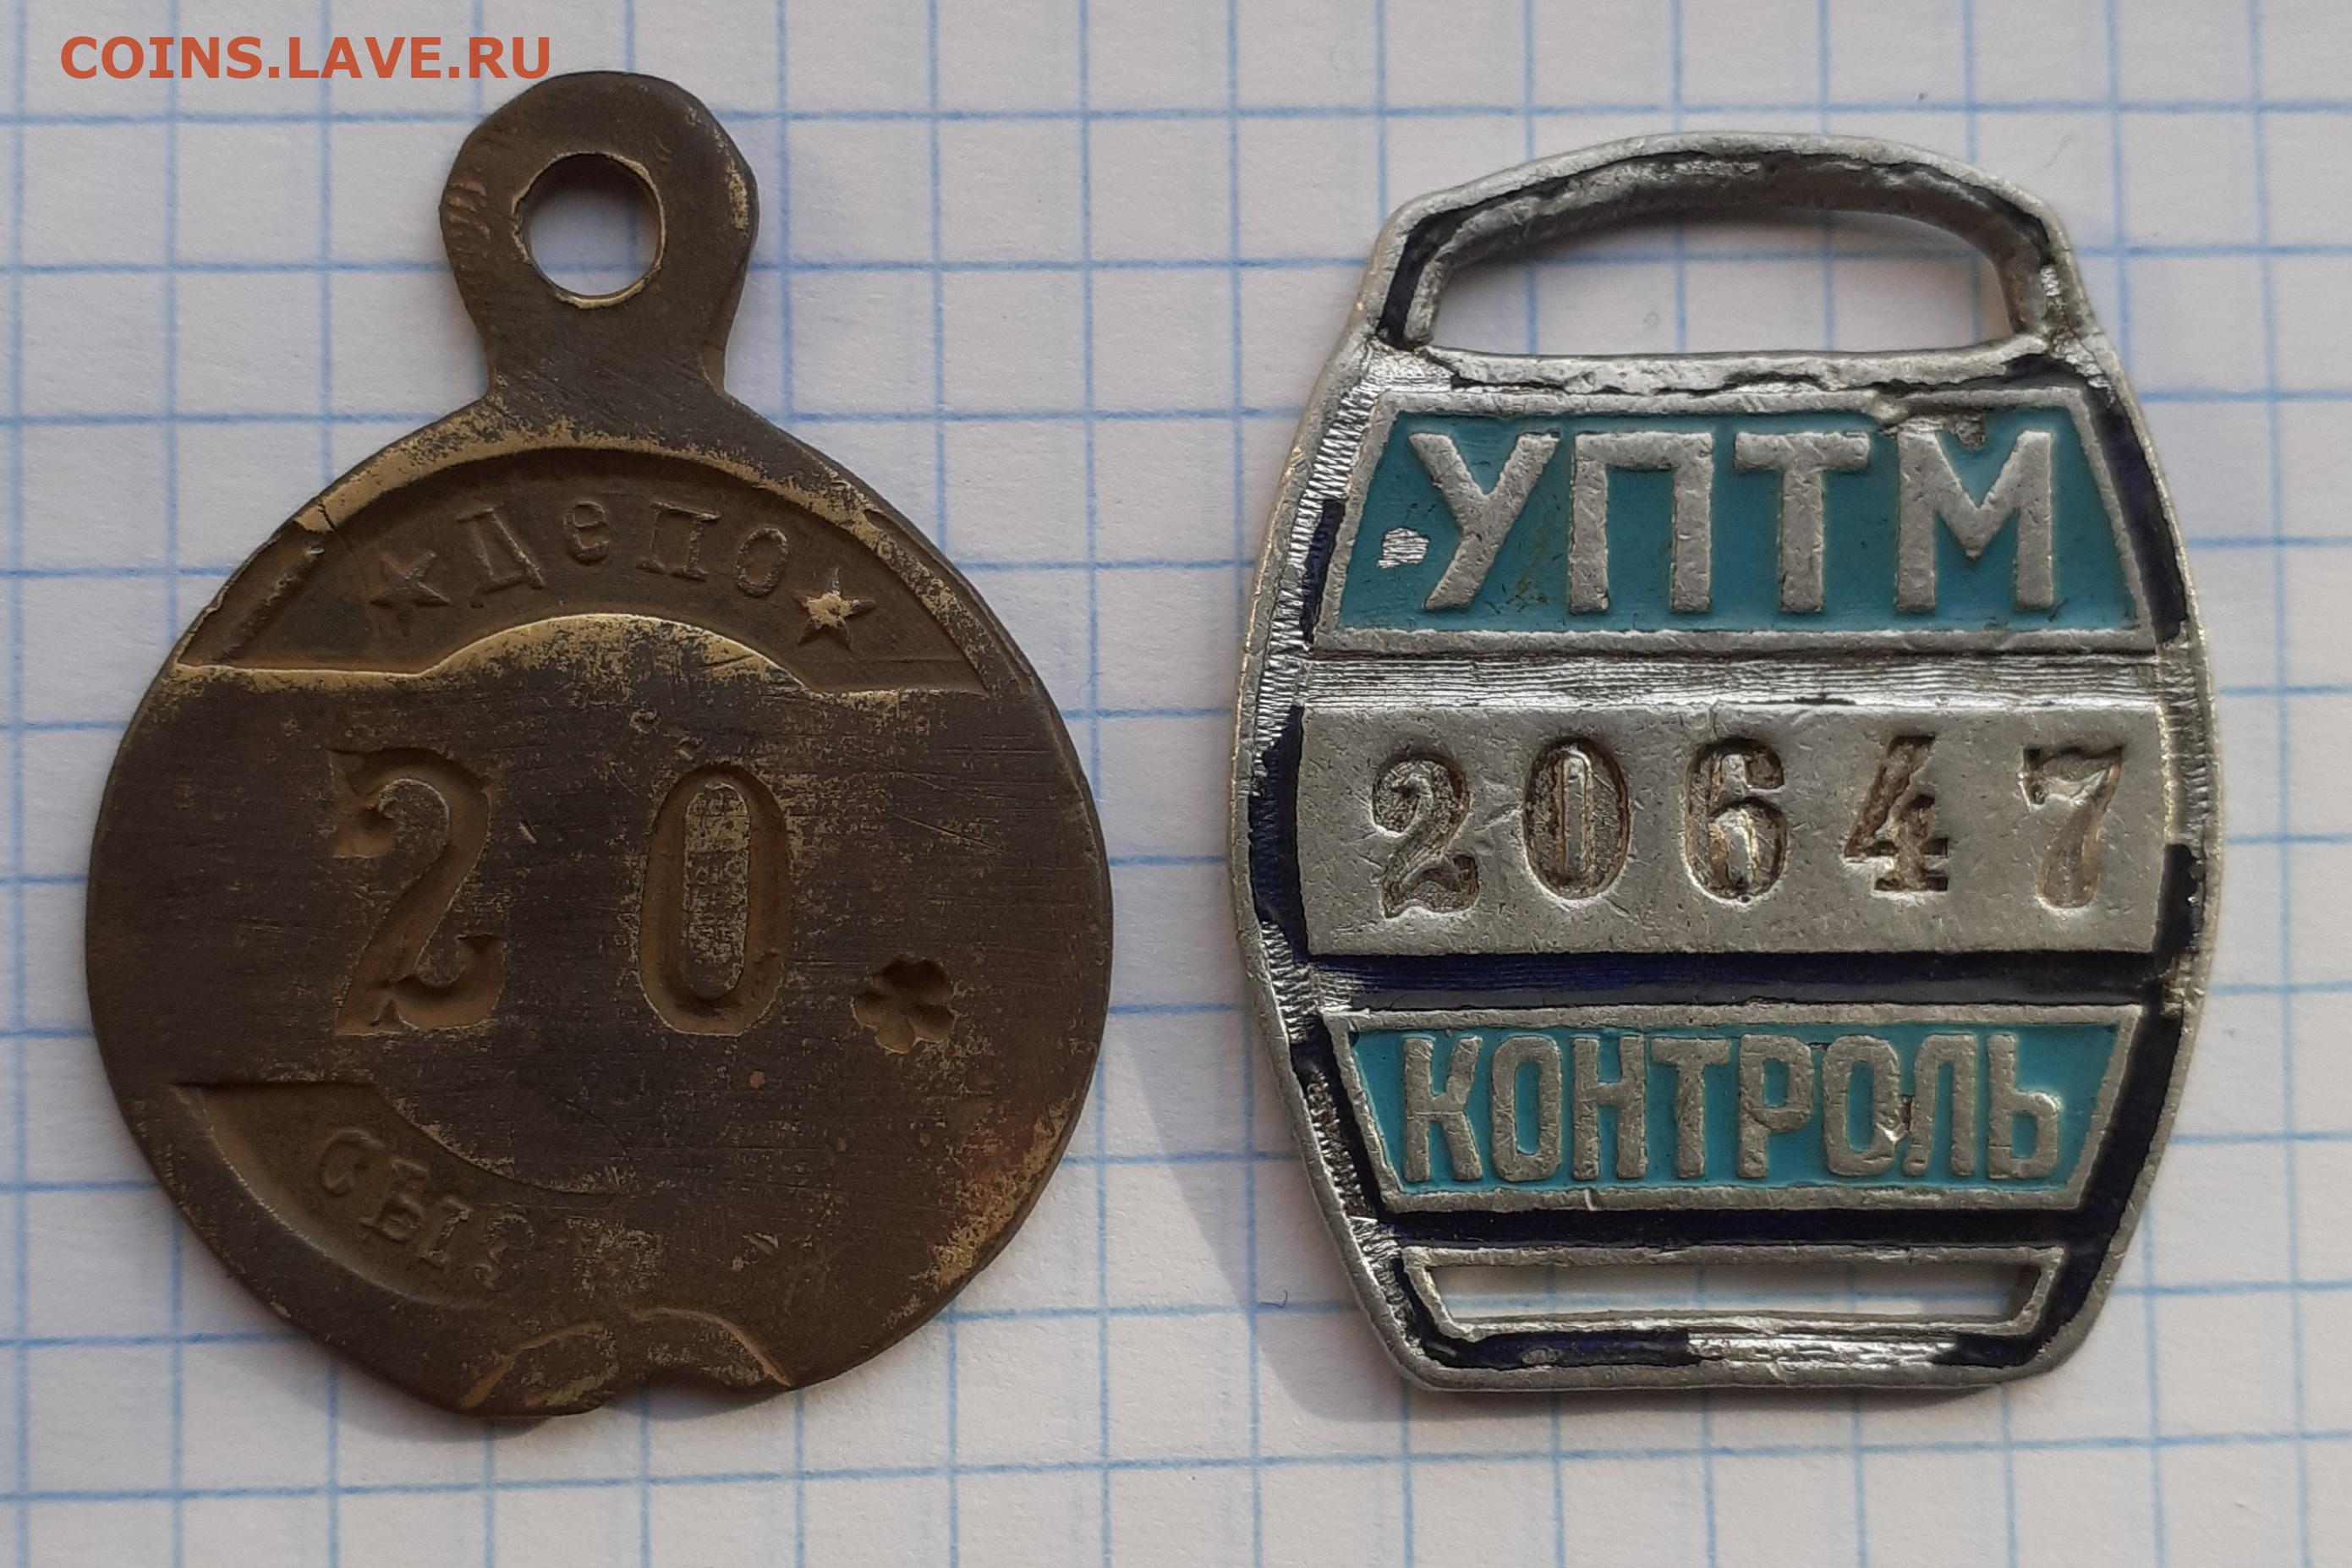 COINS.LAVE.RU
★Депо★
20
УПТМ
20647
КОНТРОЛЬ